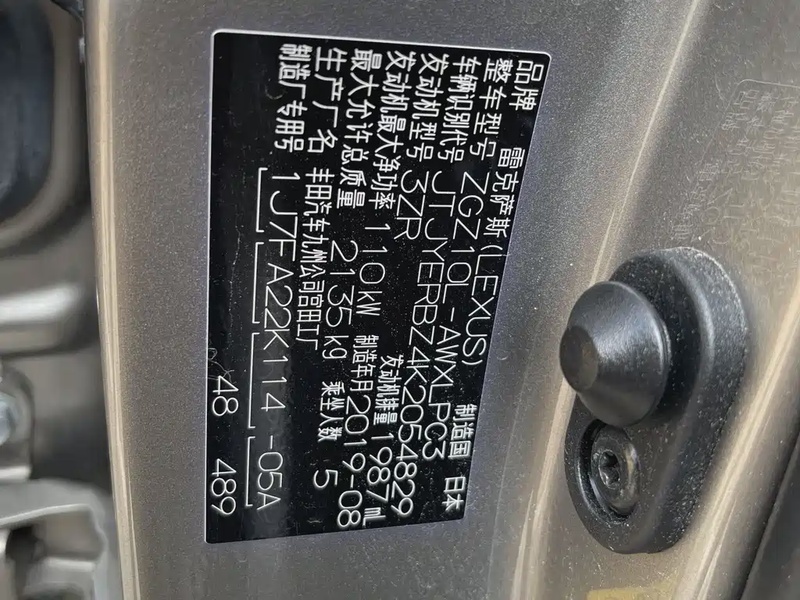 品牌 雷克萨斯(LEXUS) 制造国 日本
整车型号 ZGZ10L-AWXLPC3
车辆识别代号 JTJYERBZ4K2054829
发动机型号 3ZR 发动机排量 1987mL
发动机最大净功率 110kW 制造年月 2019-08
最大允许总质量 2135kg 乘坐人数 5
生产厂名 丰田汽车九州公司宫田工厂
制造厂专用号 1J7FA22K114-05A
48 489